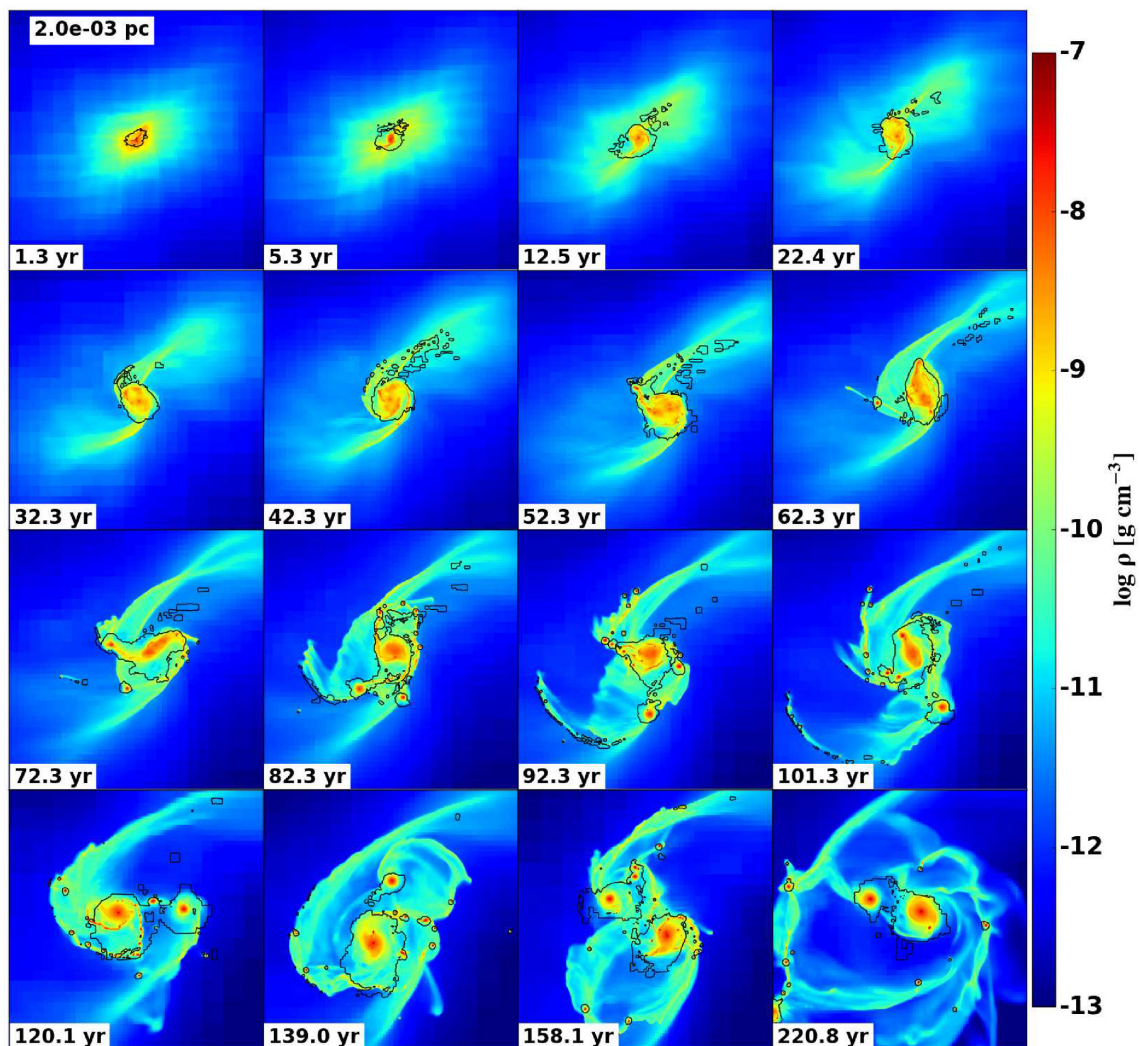 2.0e-03 pc
1.3 yr
5.3 yr
12.5 yr
22.4 yr
32.3 yr
42.3 yr
52.3 yr
62.3 yr
72.3 yr
82.3 yr
92.3 yr
101.3 yr
120.1 yr
139.0 yr
158.1 yr
220.8 yr
-7
-8
-9
-10
-11
-12
-13
log ρ [g cm⁻³]